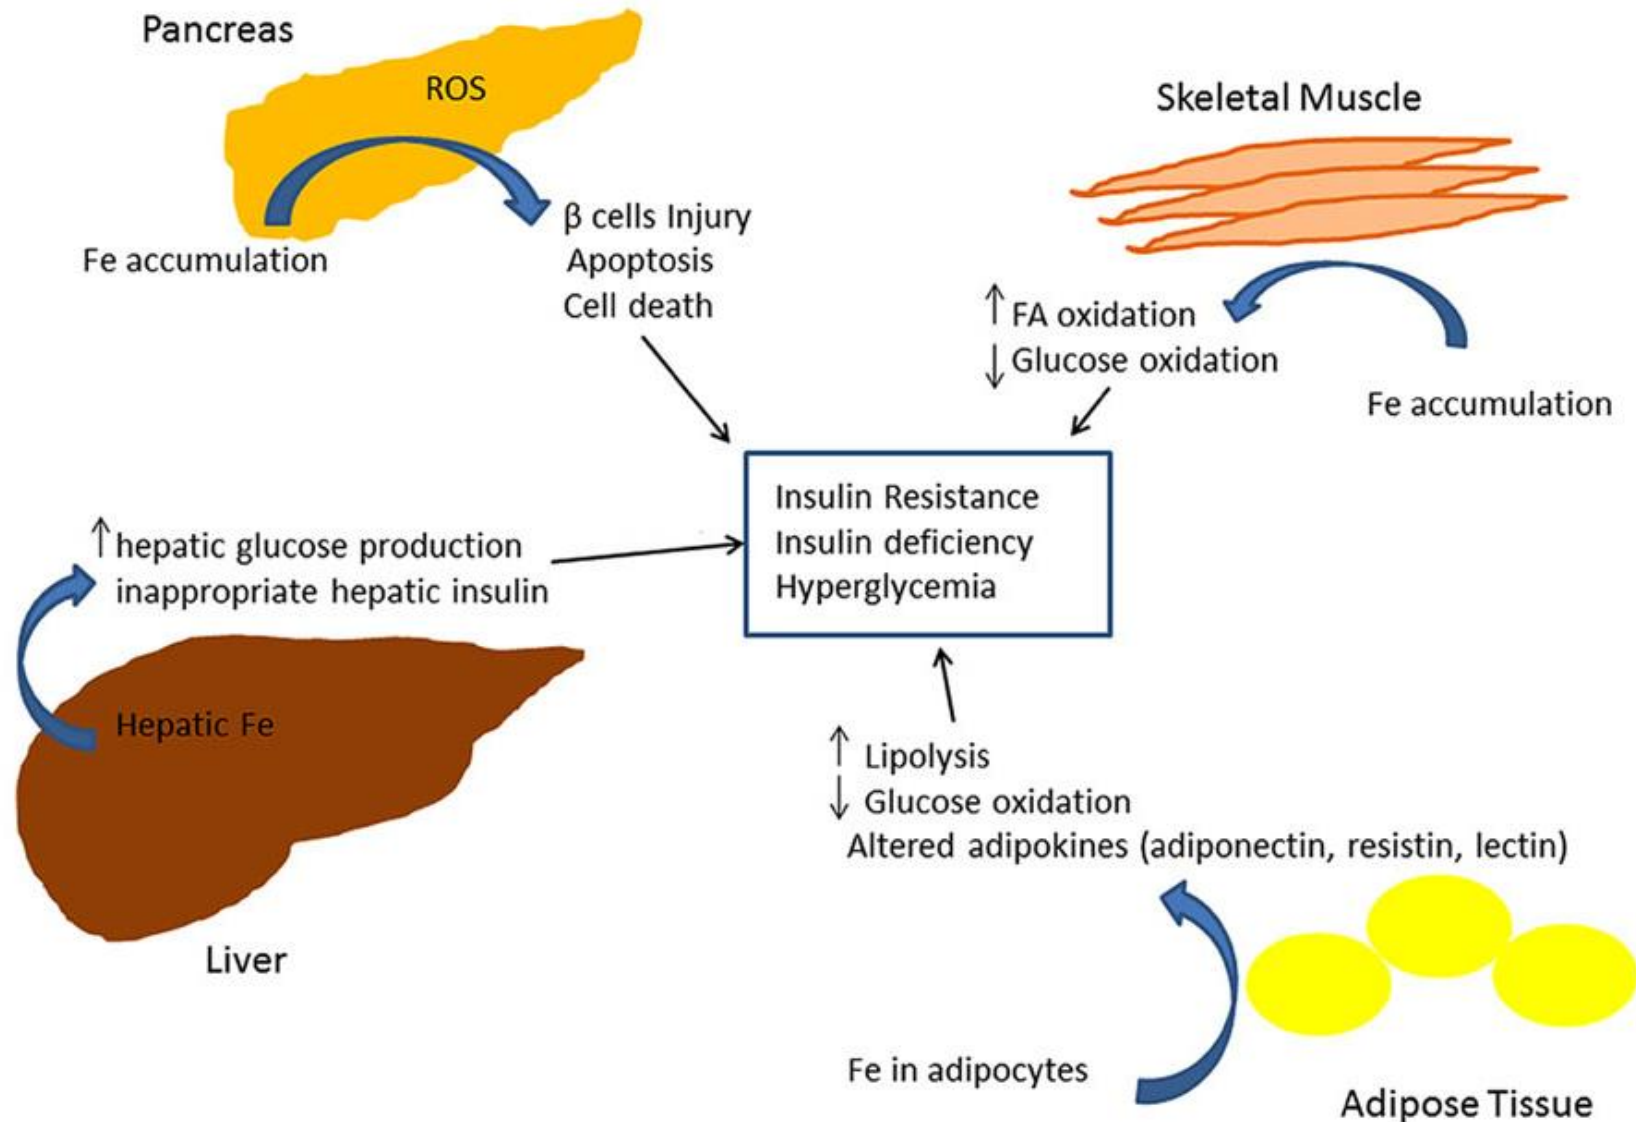 Pancreas
ROS
Fe accumulation
β cells Injury
Apoptosis
Cell death
Skeletal Muscle
↑ FA oxidation
↓ Glucose oxidation
Fe accumulation
Insulin Resistance
Insulin deficiency
Hyperglycemia
↑ hepatic glucose production
inappropriate hepatic insulin
Hepatic Fe
Liver
↑ Lipolysis
↓ Glucose oxidation
Altered adipokines (adiponectin, resistin, lectin)
Fe in adipocytes
Adipose Tissue